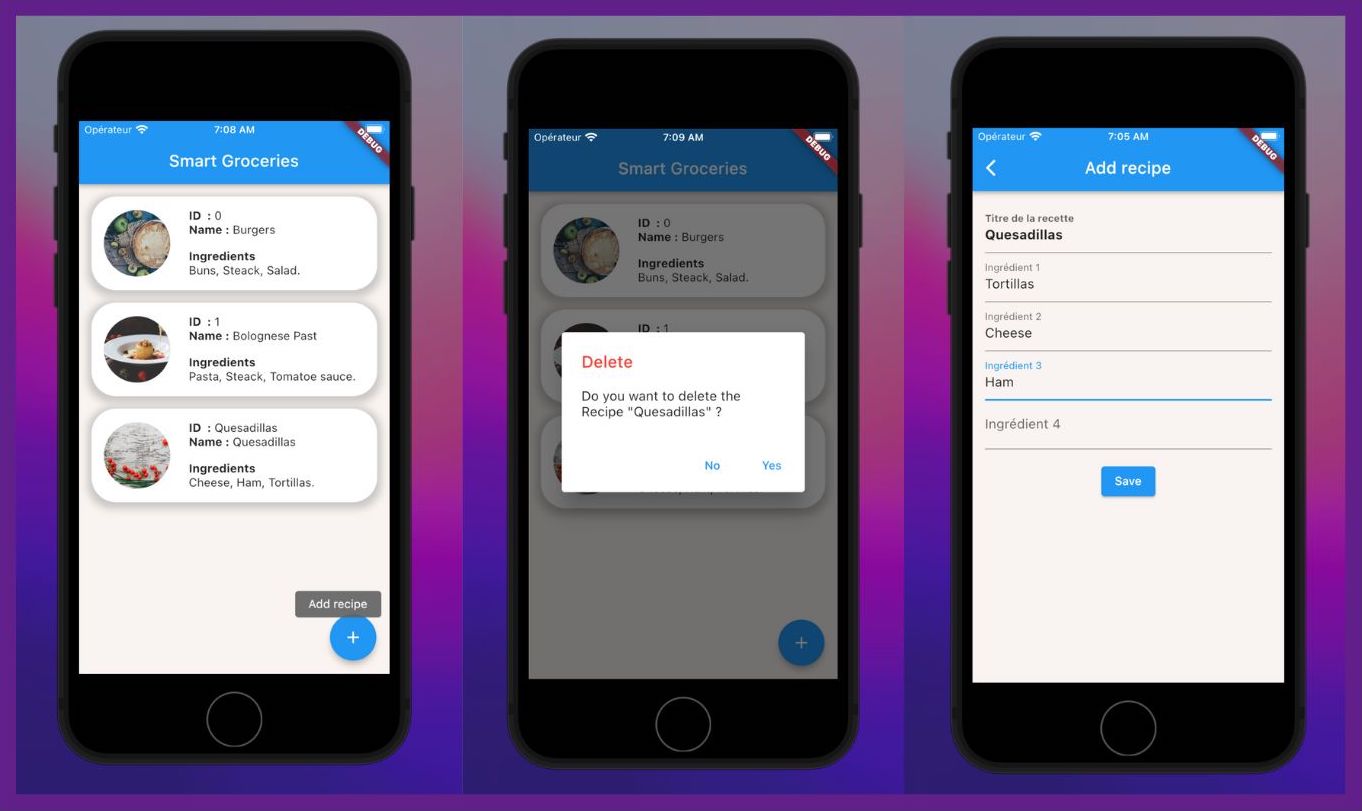 Opérateur
7:08 AM
DEBUG
Smart Groceries
ID : 0
Name : Burgers
Ingredients
Buns, Steack, Salad.
ID : 1
Name : Bolognese Past
Ingredients
Pasta, Steack, Tomatoe sauce.
ID : Quesadillas
Name : Quesadillas
Ingredients
Cheese, Ham, Tortillas.
Add recipe
+
Opérateur
7:09 AM
DEBUG
Smart Groceries
ID : 0
Name : Burgers
Ingredients
Buns, Steack, Salad.
ID : 1
Delete
Do you want to delete the
Recipe "Quesadillas" ?
No Yes
+
Opérateur
7:05 AM
DEBUG
Add recipe
Titre de la recette
Quesadillas
Ingrédient 1
Tortillas
Ingrédient 2
Cheese
Ingrédient 3
Ham
Ingrédient 4
Save